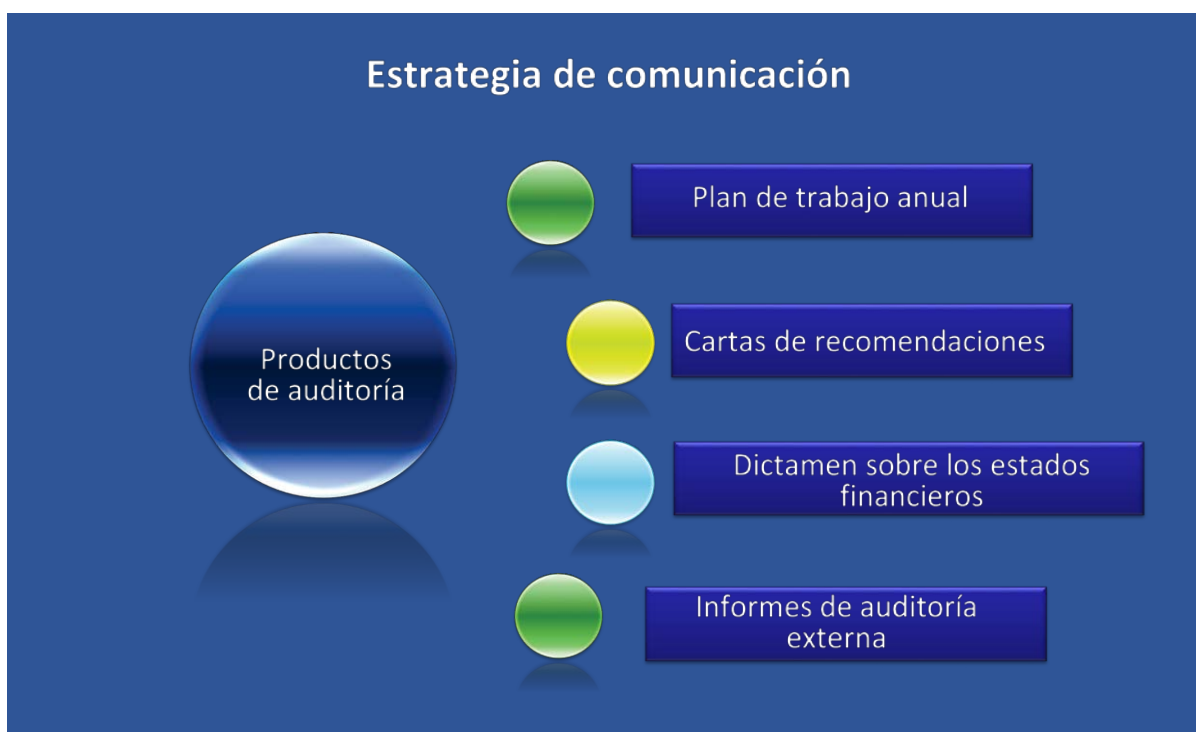 Estrategia de comunicación
Productos
de auditoría
Plan de trabajo anual
Cartas de recomendaciones
Dictamen sobre los estados
financieros
Informes de auditoría
externa